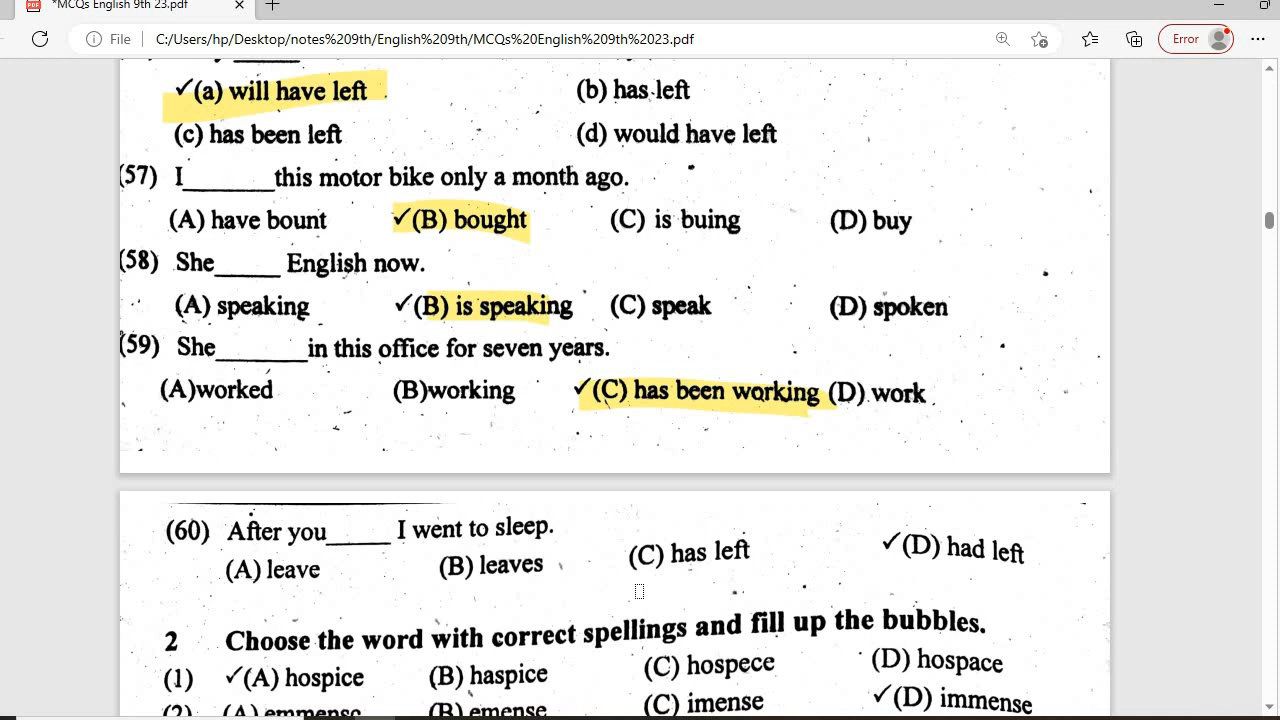 *MCQs English 9th 23.pdf
File C:/Users/hp/Desktop/notes%209th/English%209th/MCQs%20English%209th%2023.pdf Error
✓(a) will have left (b) has left
(c) has been left (d) would have left
(57) I_______this motor bike only a month ago.
(A) have bount ✓(B) bought (C) is buing (D) buy
(58) She_____ English now.
(A) speaking ✓(B) is speaking (C) speak (D) spoken
(59) She_______in this office for seven years.
(A)worked (B)working ✓(C) has been working (D) work
(60) After you_____ I went to sleep.
(A) leave (B) leaves (C) has left ✓(D) had left
2 Choose the word with correct spellings and fill up the bubbles.
(1) ✓(A) hospice (B) haspice (C) hospece (D) hospace
(2) (A) emmense (B) emense (C) imense ✓(D) immense